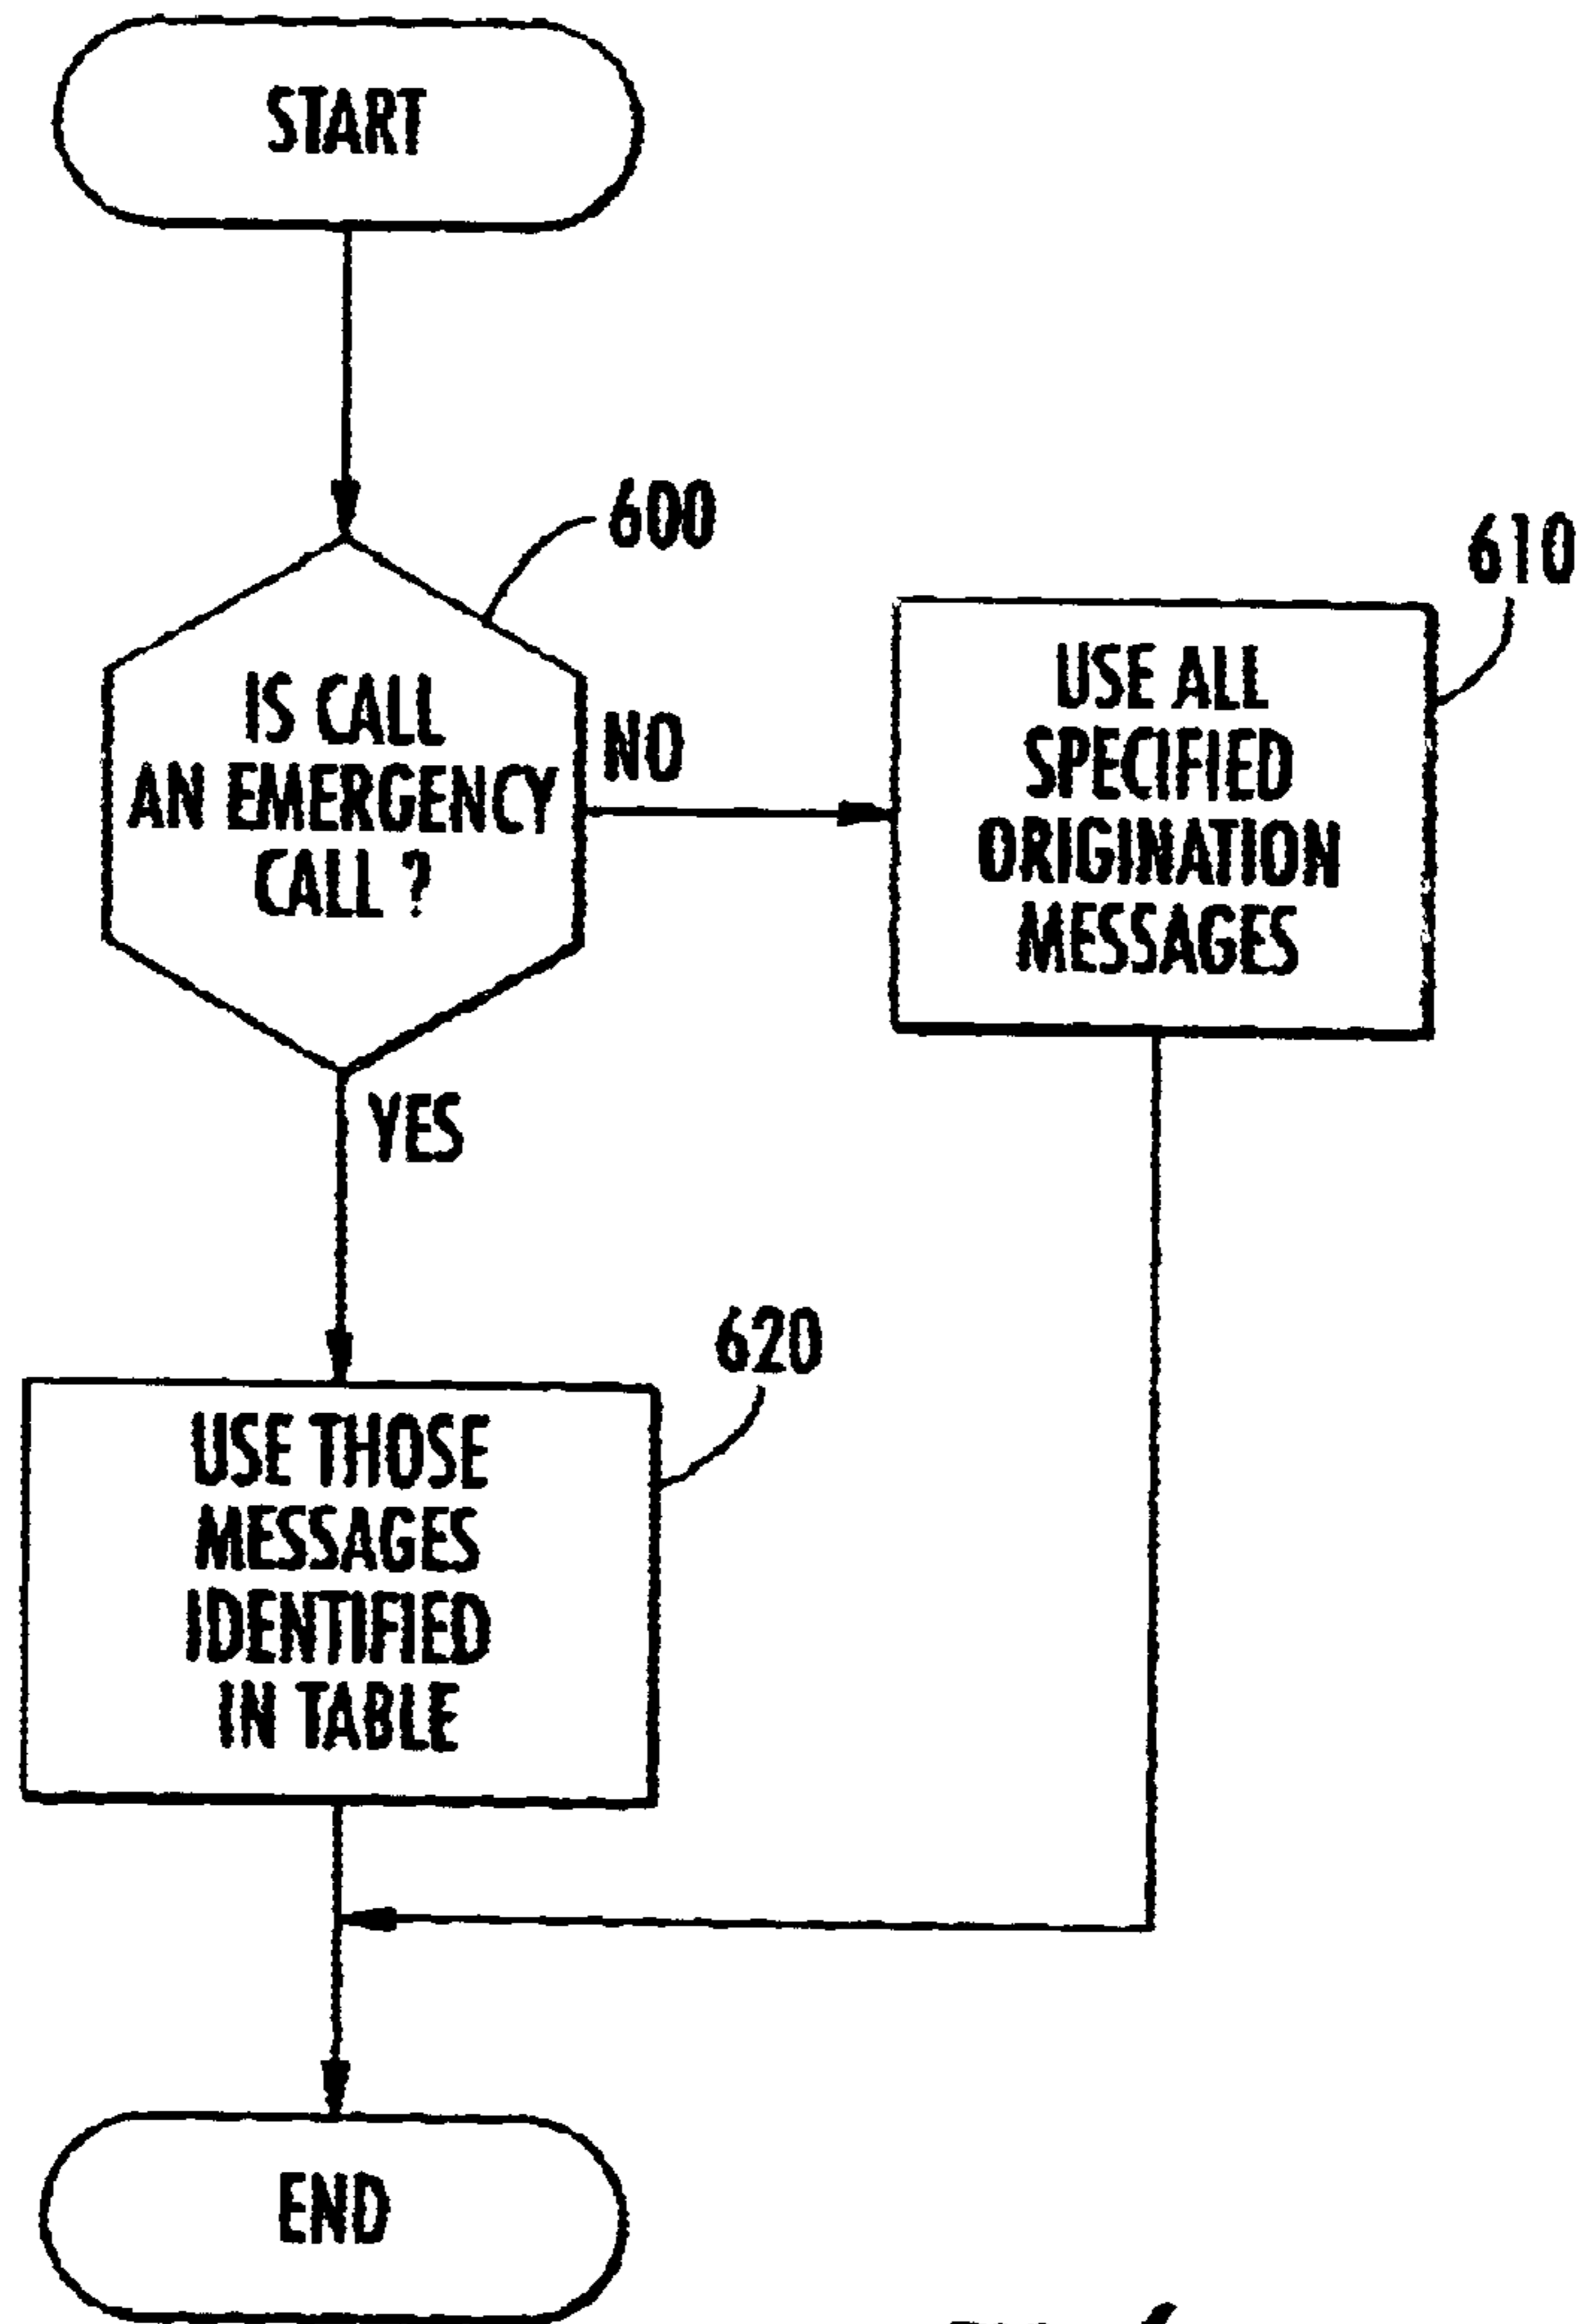 START
600
IS CALL
AN EMERGENCY
CALL ?
NO
610
USE ALL
SPECIFIED
ORIGINATION
MESSAGES
YES
620
USE THOSE
MESSAGES
IDENTIFIED
IN TABLE
END